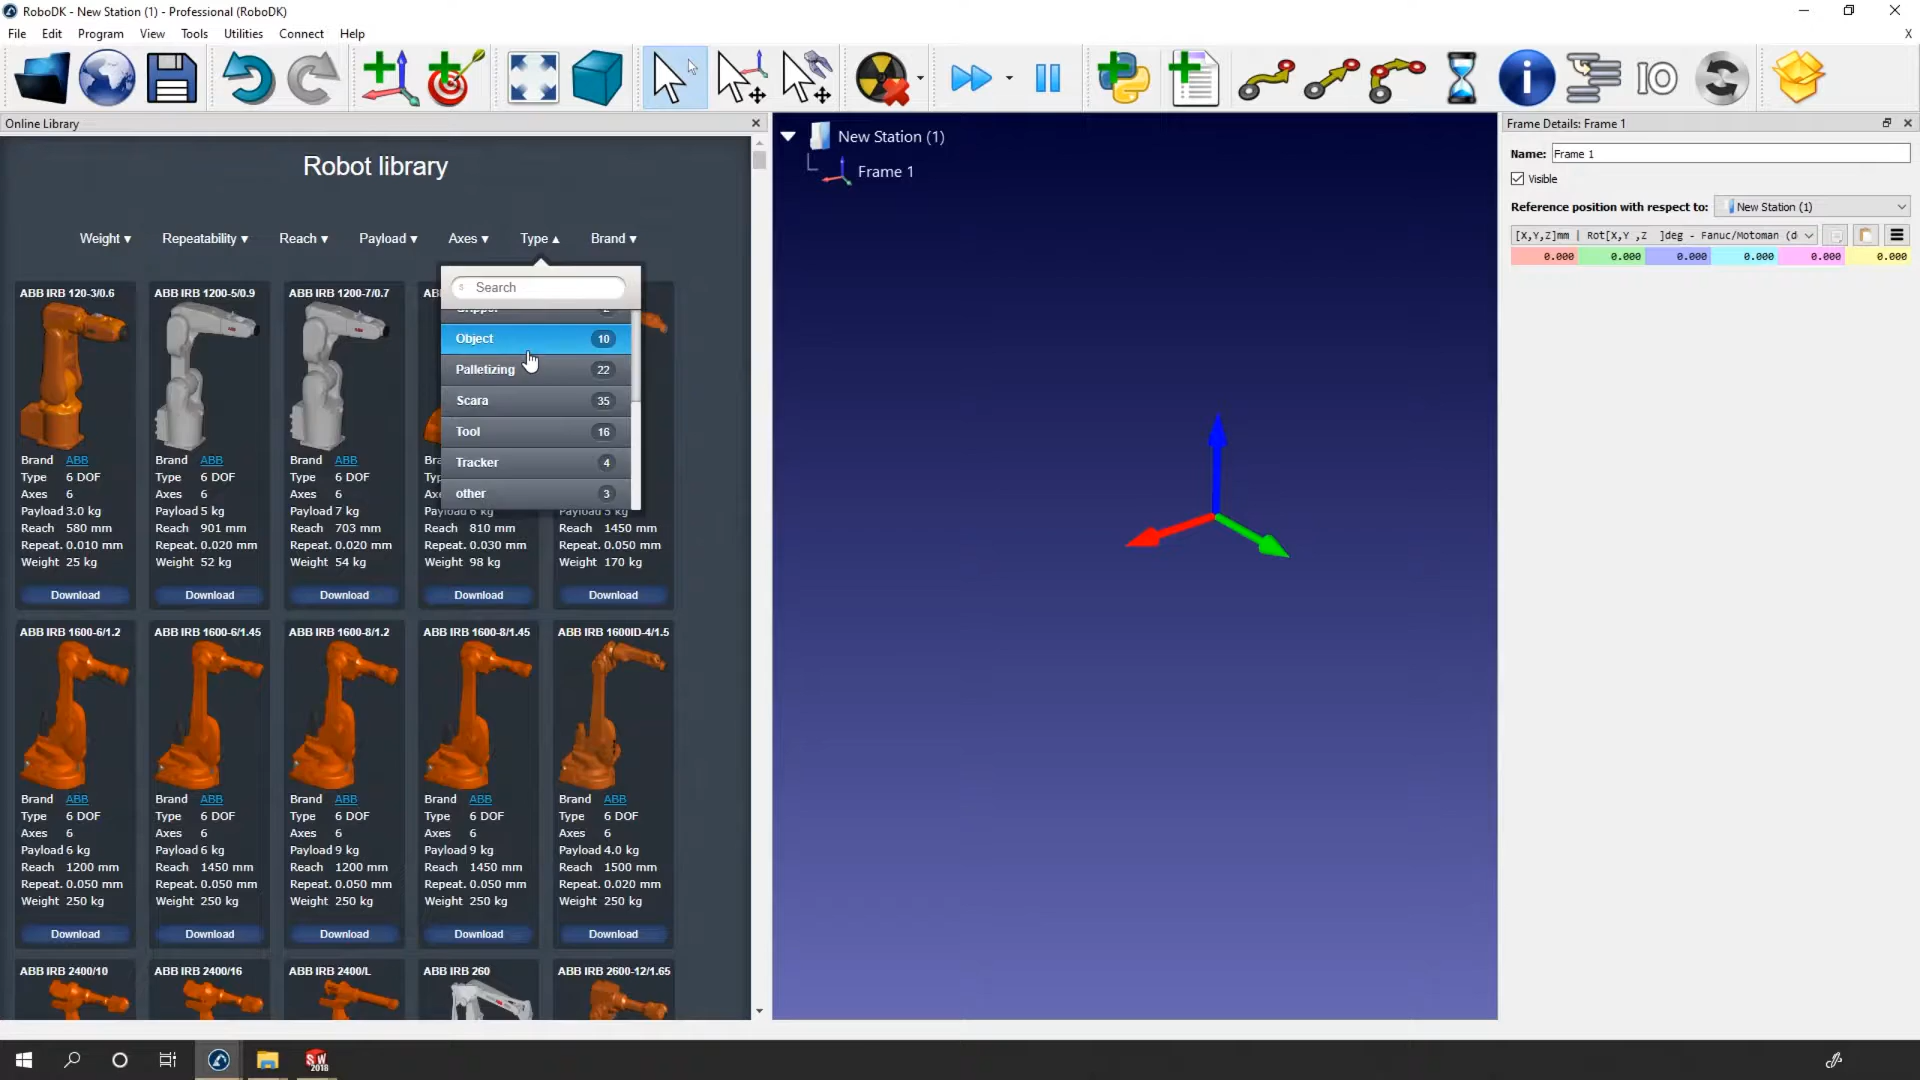 RoboDK - New Station (1) - Professional (RoboDK)
File Edit Program View Tools Utilities Connect Help X
IO
Online Library
Robot library
Weight ▾ Repeatability ▾ Reach ▾ Payload ▾ Axes ▾ Type ▴ Brand ▾
Search
Gripper 2
Object 10
Palletizing 22
Scara 35
Tool 16
Tracker 4
other 3
ABB IRB 120-3/0.6
Brand ABB
Type 6 DOF
Axes 6
Payload 3.0 kg
Reach 580 mm
Repeat. 0.010 mm
Weight 25 kg
Download
ABB IRB 1200-5/0.9
Brand ABB
Type 6 DOF
Axes 6
Payload 5 kg
Reach 901 mm
Repeat. 0.020 mm
Weight 52 kg
Download
ABB IRB 1200-7/0.7
Brand ABB
Type 6 DOF
Axes 6
Payload 7 kg
Reach 703 mm
Repeat. 0.020 mm
Weight 54 kg
Download
AB
Bra
Typ
Axe
Payload 6 kg
Reach 810 mm
Repeat. 0.030 mm
Weight 98 kg
Download
Payload 5 kg
Reach 1450 mm
Repeat. 0.050 mm
Weight 170 kg
Download
ABB IRB 1600-6/1.2
Brand ABB
Type 6 DOF
Axes 6
Payload 6 kg
Reach 1200 mm
Repeat. 0.050 mm
Weight 250 kg
Download
ABB IRB 1600-6/1.45
Brand ABB
Type 6 DOF
Axes 6
Payload 6 kg
Reach 1450 mm
Repeat. 0.050 mm
Weight 250 kg
Download
ABB IRB 1600-8/1.2
Brand ABB
Type 6 DOF
Axes 6
Payload 9 kg
Reach 1200 mm
Repeat. 0.050 mm
Weight 250 kg
Download
ABB IRB 1600-8/1.45
Brand ABB
Type 6 DOF
Axes 6
Payload 9 kg
Reach 1450 mm
Repeat. 0.050 mm
Weight 250 kg
Download
ABB IRB 1600ID-4/1.5
Brand ABB
Type 6 DOF
Axes 6
Payload 4.0 kg
Reach 1500 mm
Repeat. 0.020 mm
Weight 250 kg
Download
ABB IRB 2400/10
ABB IRB 2400/16
ABB IRB 2400/L
ABB IRB 260
ABB IRB 2600-12/1.65
New Station (1)
Frame 1
Frame Details: Frame 1
Name: Frame 1
Visible
Reference position with respect to: New Station (1)
[X,Y,Z]mm | Rot[X,Y ,Z ]deg - Fanuc/Motoman (d
0.000 0.000 0.000 0.000 0.000 0.000
SW
2018